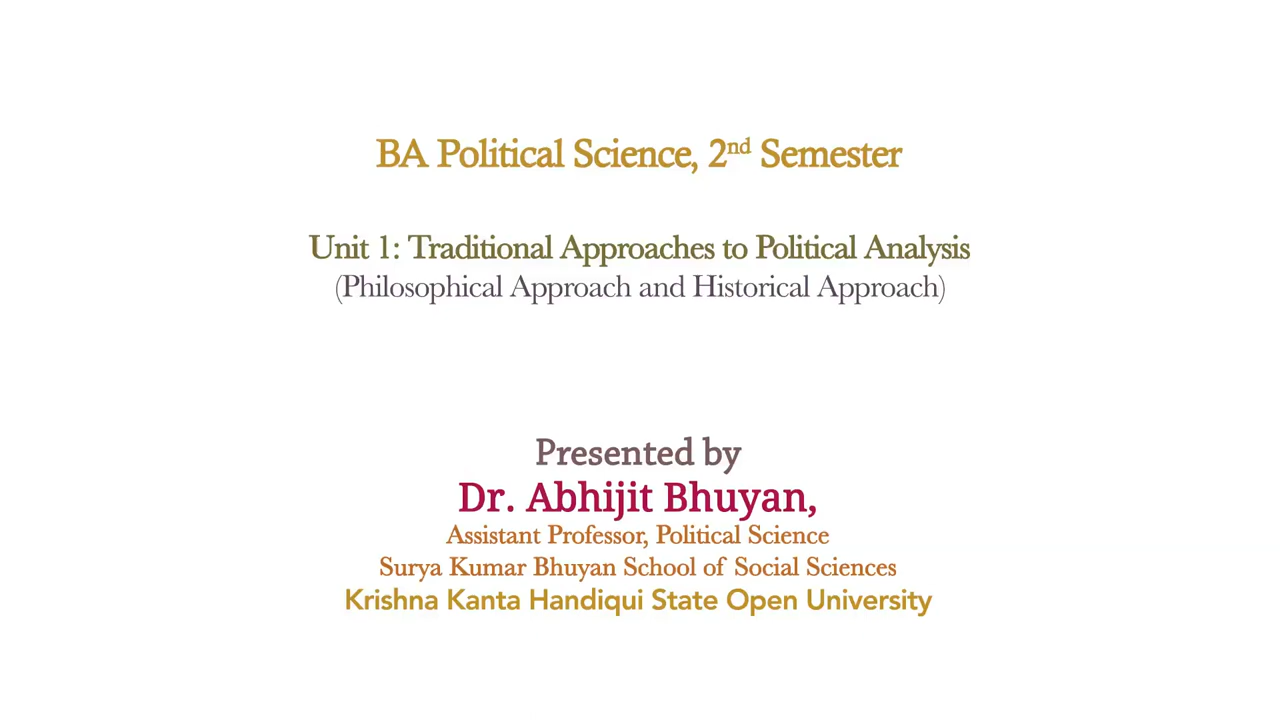 BA Political Science, 2nd Semester
Unit 1: Traditional Approaches to Political Analysis
(Philosophical Approach and Historical Approach)
Presented by
Dr. Abhijit Bhuyan,
Assistant Professor, Political Science
Surya Kumar Bhuyan School of Social Sciences
Krishna Kanta Handiqui State Open University